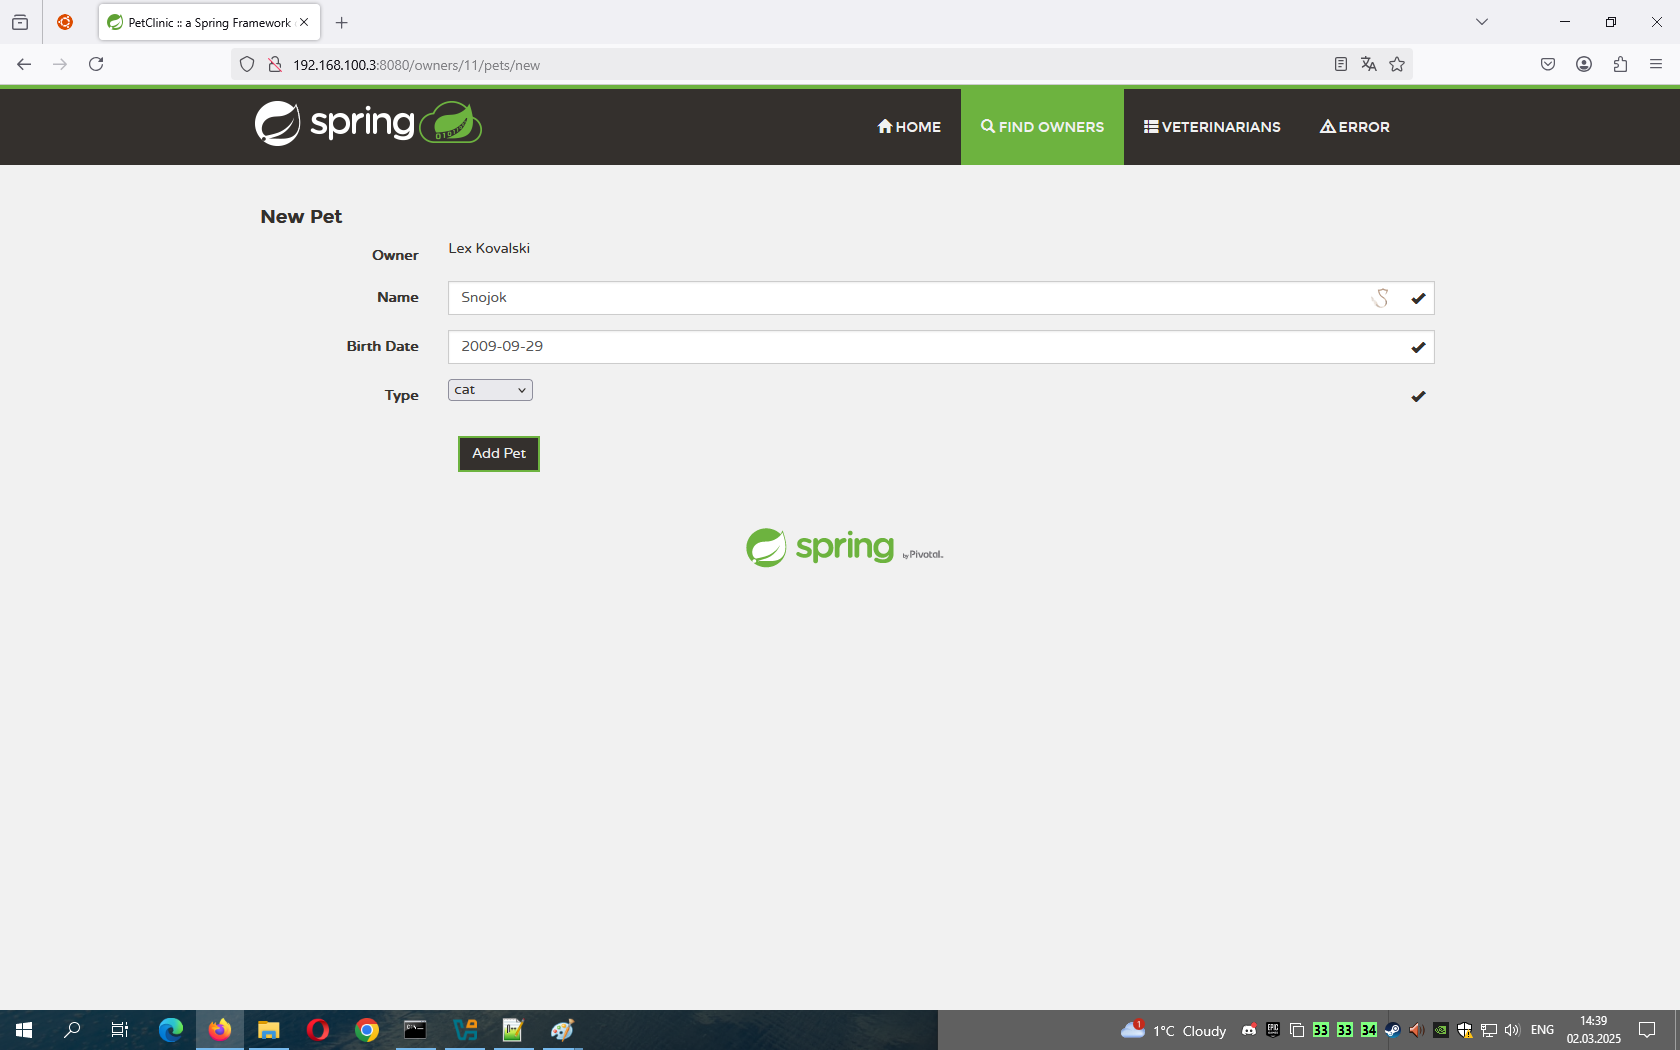 PetClinic :: a Spring Framework
192.168.100.3:8080/owners/11/pets/new
spring
HOME
FIND OWNERS
VETERINARIANS
ERROR
New Pet
Owner
Lex Kovalski
Name
Snojok
Birth Date
2009-09-29
Type
cat
Add Pet
spring by Pivotal.
1
1°C Cloudy
EPIC
33
33
34
ENG
14:39
02.03.2025